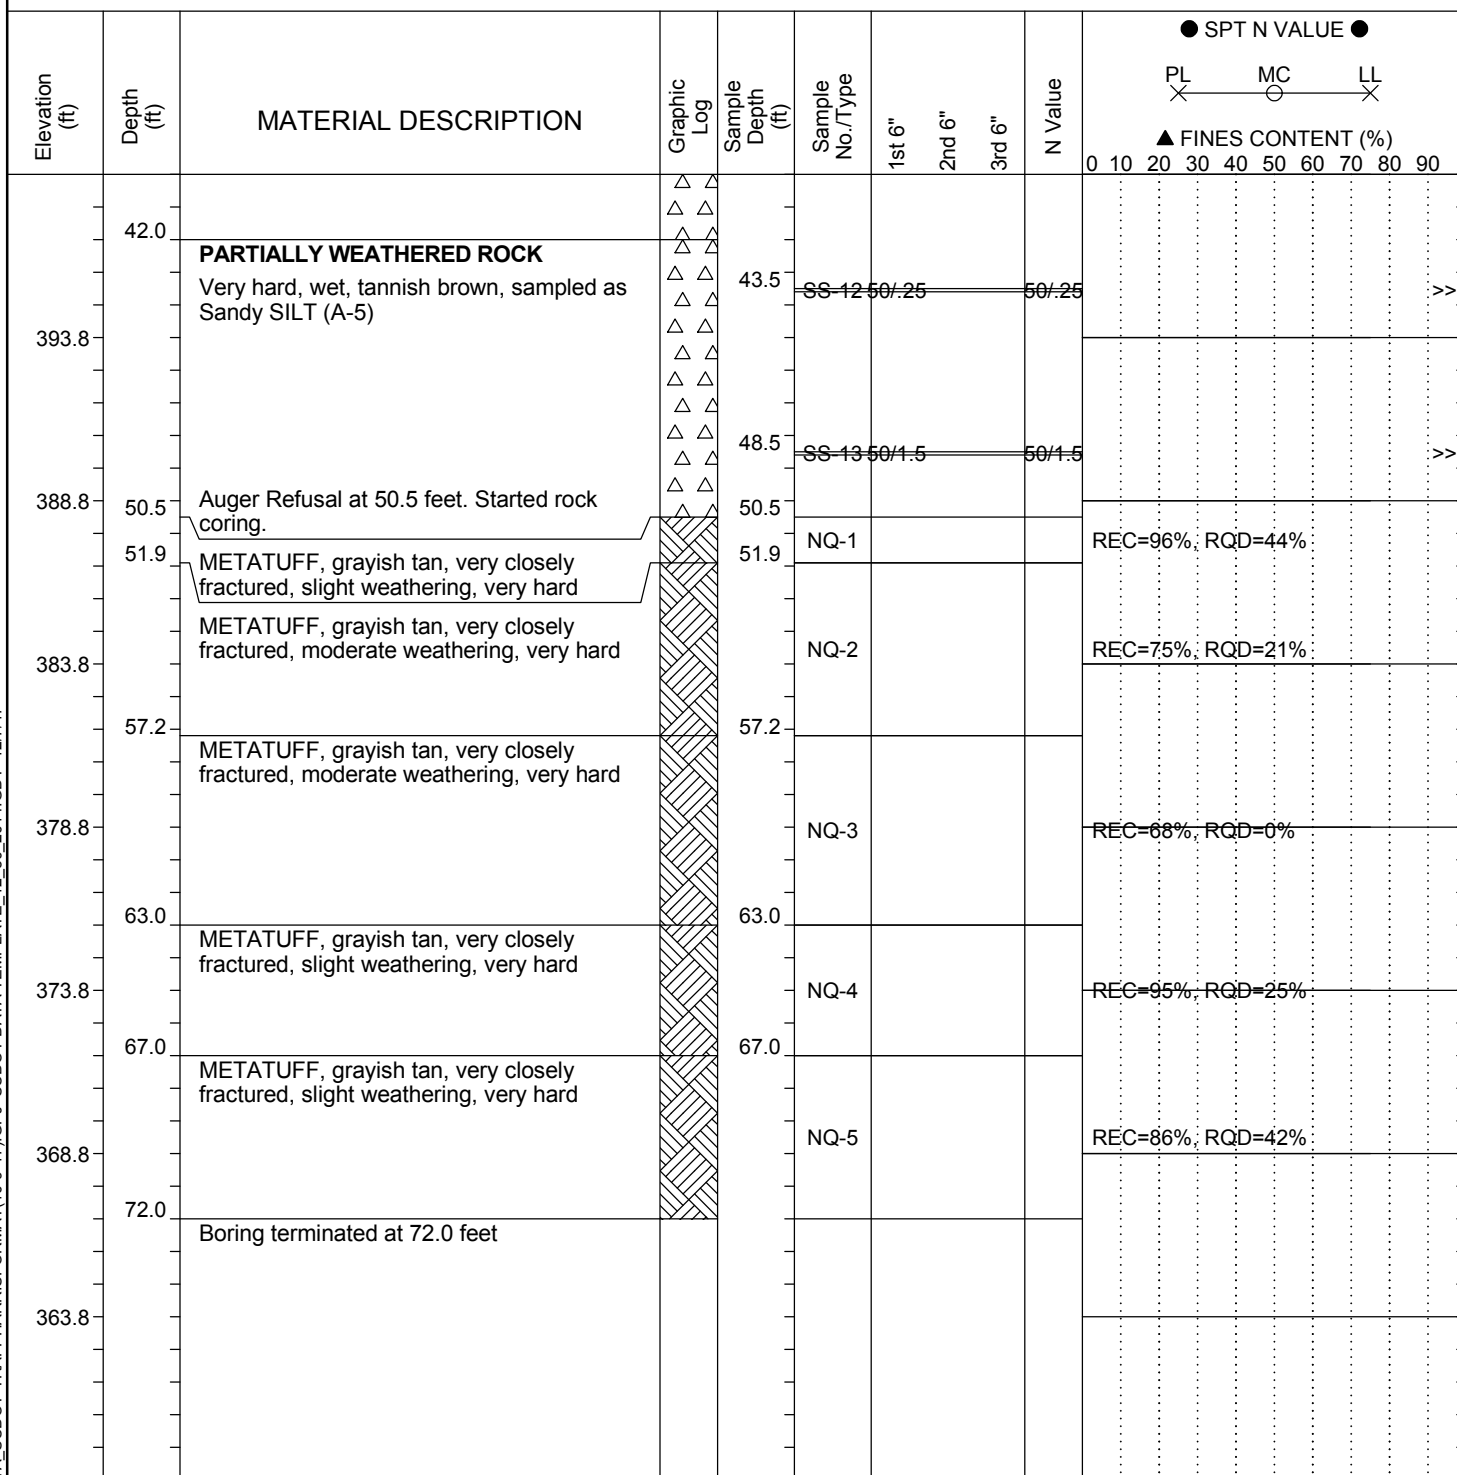 ● SPT N VALUE ●
PL MC LL
▲ FINES CONTENT (%)
0 10 20 30 40 50 60 70 80 90
Elevation (ft)
Depth (ft)
MATERIAL DESCRIPTION
Graphic Log
Sample Depth (ft)
Sample No./Type
1st 6"
2nd 6"
3rd 6"
N Value
42.0
PARTIALLY WEATHERED ROCK
Very hard, wet, tannish brown, sampled as
Sandy SILT (A-5)
43.5 SS-12 50/.25 50/.25 >>
393.8
48.5 SS-13 50/1.5 50/1.5 >>
388.8
50.5 Auger Refusal at 50.5 feet. Started rock
coring.
50.5
NQ-1 REC=96%, RQD=44%
51.9 METATUFF, grayish tan, very closely
fractured, slight weathering, very hard
51.9
METATUFF, grayish tan, very closely
fractured, moderate weathering, very hard
NQ-2 REC=75%, RQD=21%
383.8
57.2 57.2
METATUFF, grayish tan, very closely
fractured, moderate weathering, very hard
378.8 NQ-3 REC=68%, RQD=0%
63.0 63.0
METATUFF, grayish tan, very closely
fractured, slight weathering, very hard
373.8 NQ-4 REC=95%, RQD=25%
67.0 67.0
METATUFF, grayish tan, very closely
fractured, slight weathering, very hard
NQ-5 REC=86%, RQD=42%
368.8
72.0
Boring terminated at 72.0 feet
363.8